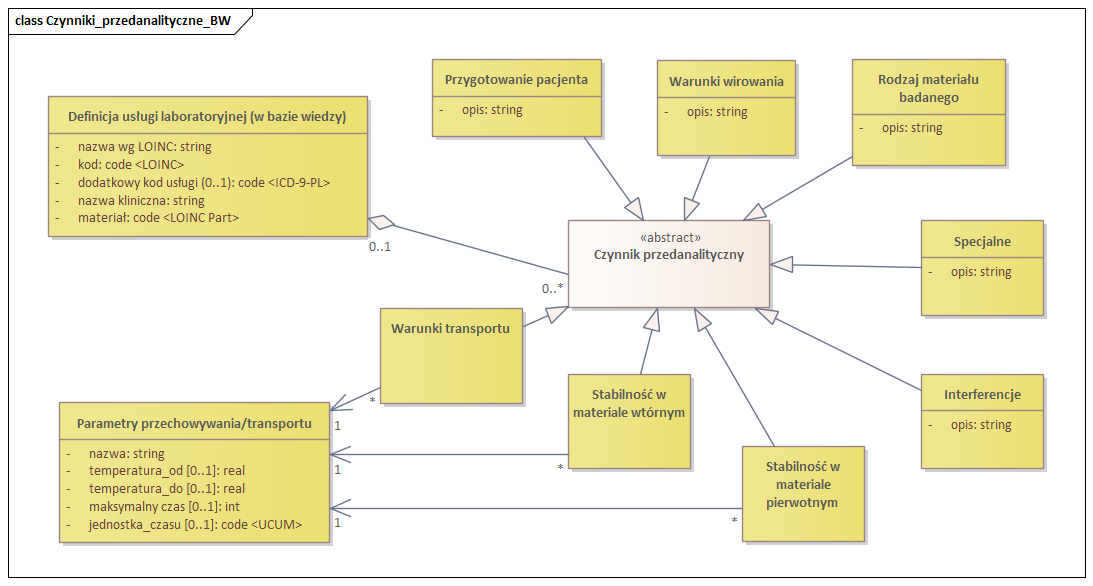 class Czynniki_przedanalityczne_BW
Przygotowanie pacjenta
- opis: string
Warunki wirowania
- opis: string
Rodzaj materiału
badanego
- opis: string
Definicja usługi laboratoryjnej (w bazie wiedzy)
- nazwa wg LOINC: string
- kod: code <LOINC>
- dodatkowy kod usługi (0..1): code <ICD-9-PL>
- nazwa kliniczna: string
- materiał: code <LOINC Part>
0..1
0..*
«abstract»
Czynnik przedanalityczny
Specjalne
- opis: string
Warunki transportu
*
1
Stabilność w
materiale wtórnym
*
1
Interferencje
- opis: string
Parametry przechowywania/transportu
- nazwa: string
- temperatura_od [0..1]: real
- temperatura_do [0..1]: real
- maksymalny czas [0..1]: int
- jednostka_czasu [0..1]: code <UCUM>
Stabilność w
materiale
pierwotnym
*
1